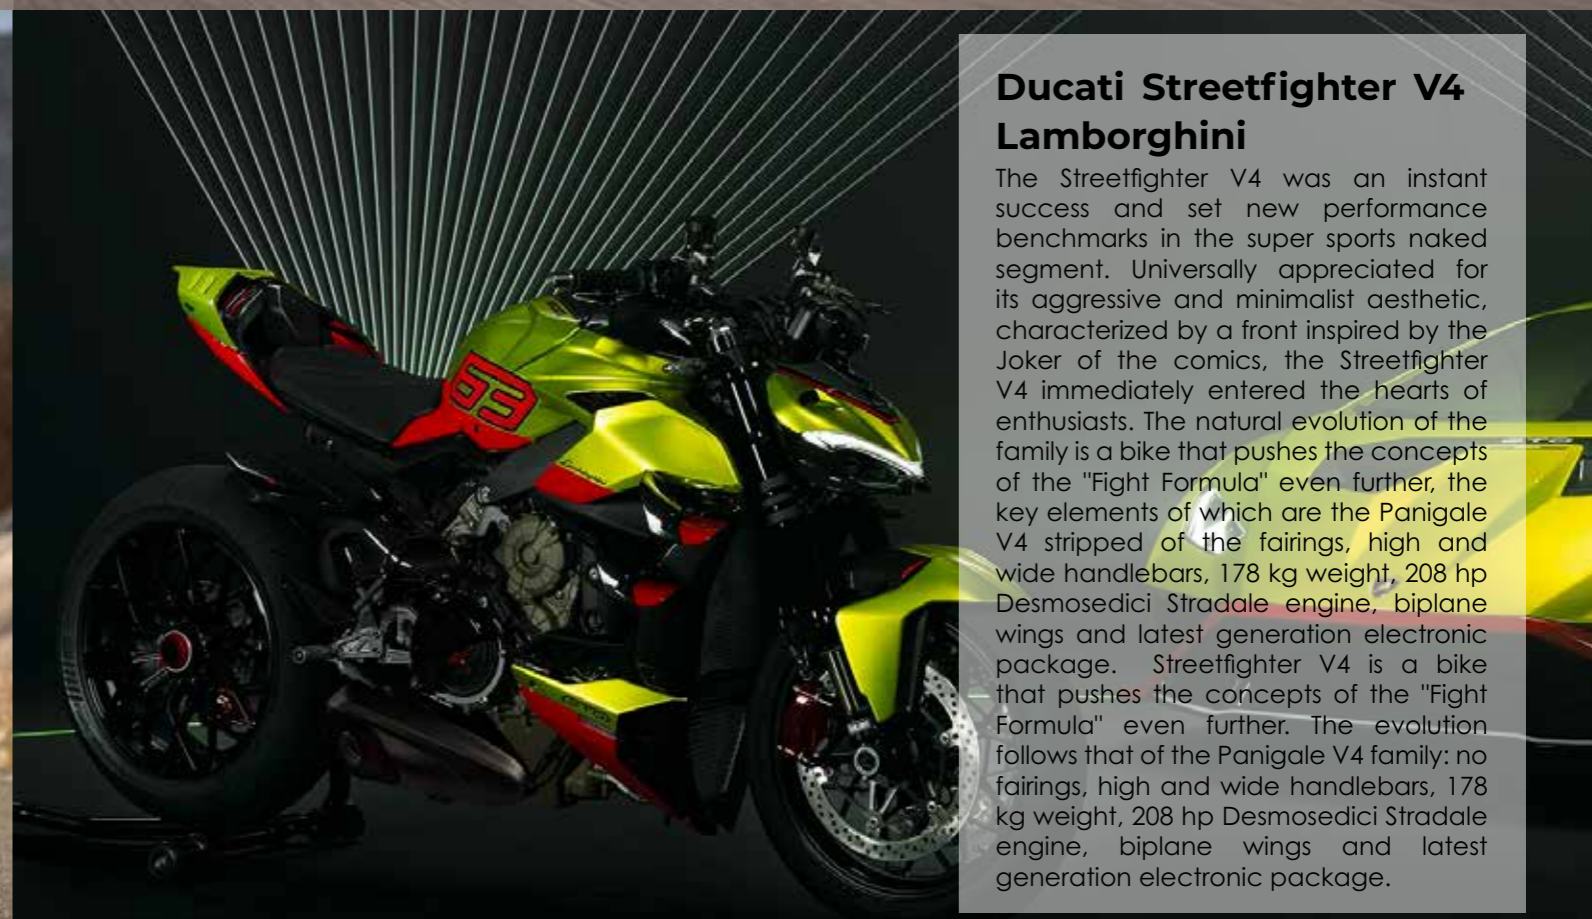 Ducati Streetfighter V4
Lamborghini
The Streetfighter V4 was an instant
success and set new performance
benchmarks in the super sports naked
segment. Universally appreciated for
its aggressive and minimalist aesthetic,
characterized by a front inspired by the
Joker of the comics, the Streetfighter
V4 immediately entered the hearts of
enthusiasts. The natural evolution of the
family is a bike that pushes the concepts
of the "Fight Formula" even further, the
key elements of which are the Panigale
V4 stripped of the fairings, high and
wide handlebars, 178 kg weight, 208 hp
Desmosedici Stradale engine, biplane
wings and latest generation electronic
package. Streetfighter V4 is a bike
that pushes the concepts of the "Fight
Formula" even further. The evolution
follows that of the Panigale V4 family: no
fairings, high and wide handlebars, 178
kg weight, 208 hp Desmosedici Stradale
engine, biplane wings and latest
generation electronic package.
63